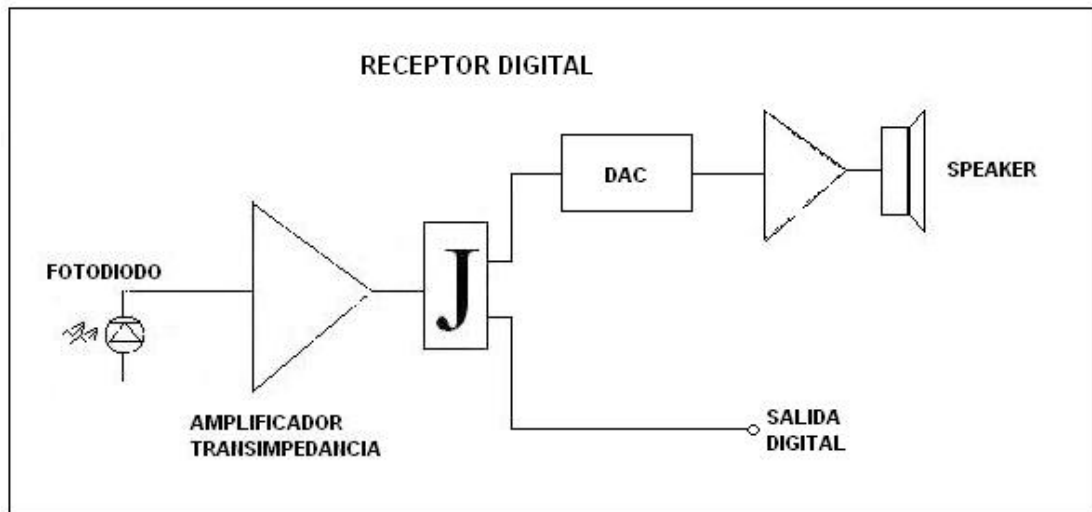 RECEPTOR DIGITAL
DAC
SPEAKER
FOTODIODO
J
AMPLIFICADOR
TRANSIMPEDANCIA
SALIDA
DIGITAL